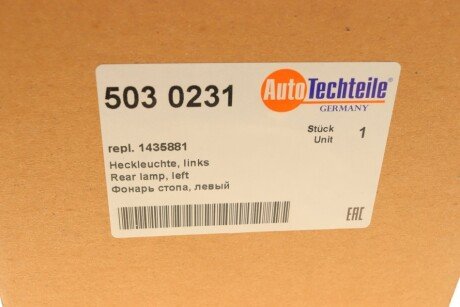 503 0231
AutoTechteile®
GERMANY
Stück
Unit 1
repl. 1435881
Heckleuchte, links
Rear lamp, left
Фонарь стопа, левый
EAC